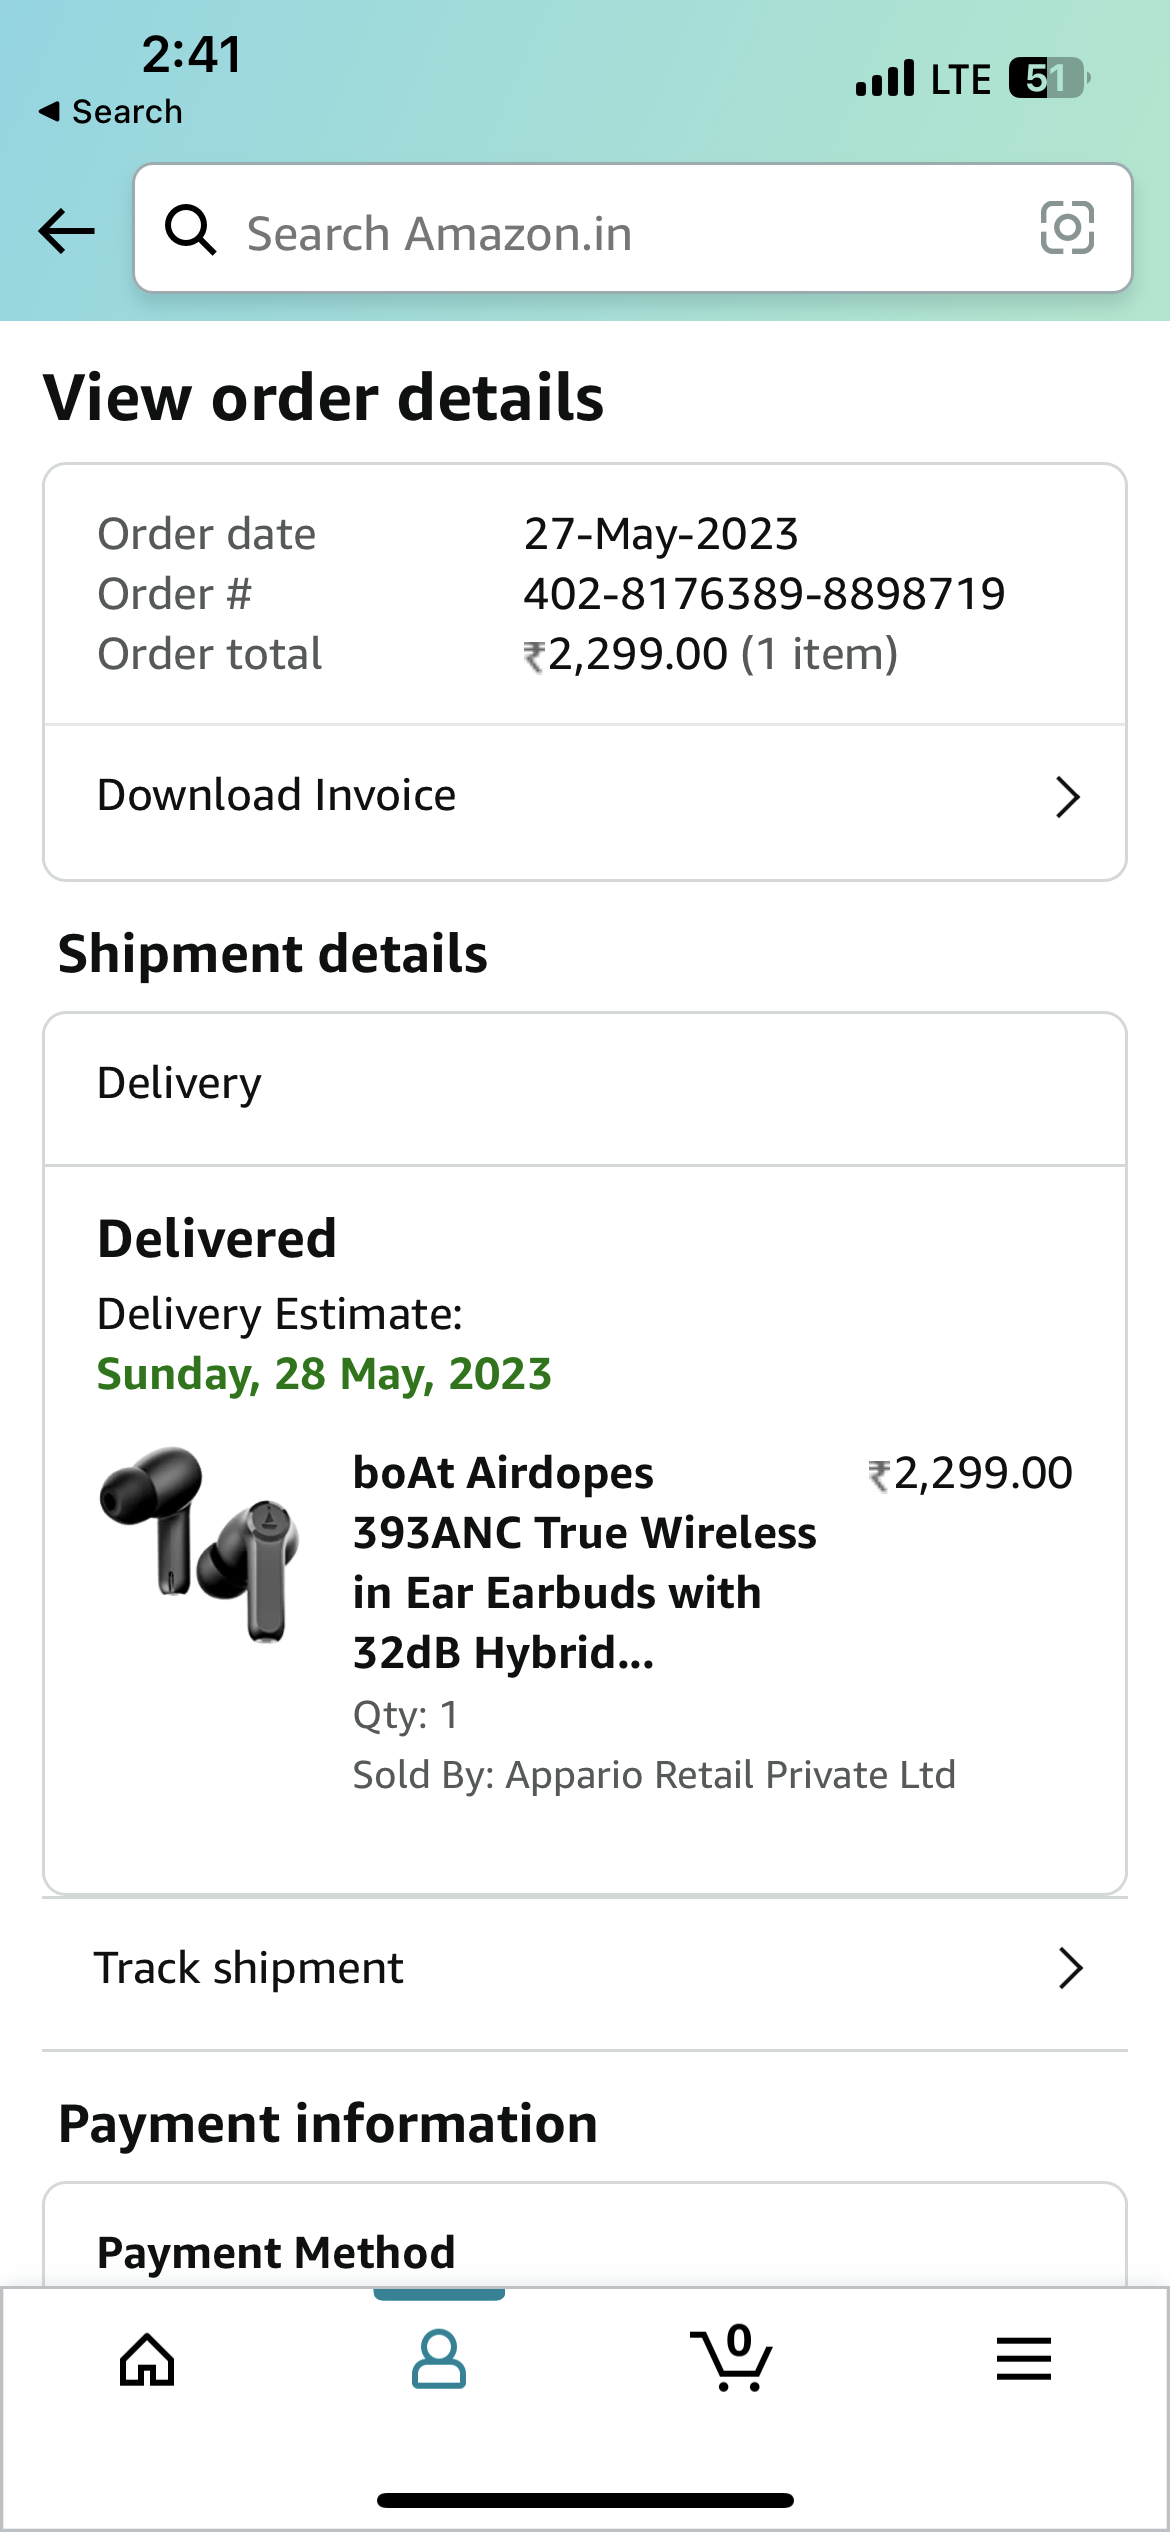 2:41
LTE 51
◀ Search
Search Amazon.in
View order details
Order date 27-May-2023
Order # 402-8176389-8898719
Order total ₹2,299.00 (1 item)
Download Invoice
Shipment details
Delivery
Delivered
Delivery Estimate:
Sunday, 28 May, 2023
boAt Airdopes ₹2,299.00
393ANC True Wireless
in Ear Earbuds with
32dB Hybrid...
Qty: 1
Sold By: Appario Retail Private Ltd
Track shipment
Payment information
Payment Method
0